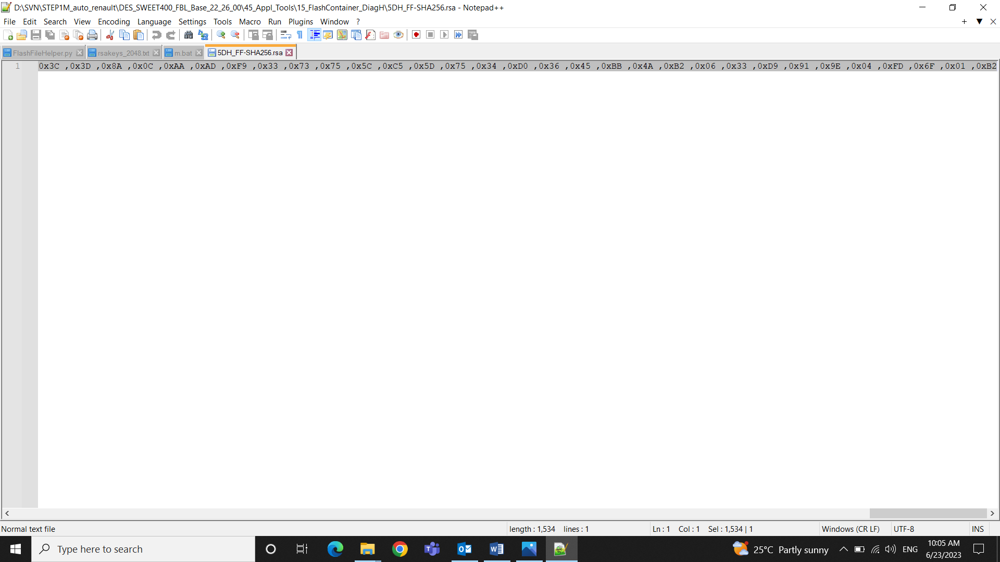 D:\SVN\STEP1M_auto_renault\DES_SWEET400_FBL_Base_22_26_00\45_Appl_Tools\15_FlashContainer_DiagH\5DH_FF-SHA256.rsa - Notepad++
File Edit Search View Encoding Language Settings Tools Macro Run Plugins Window ?
FlashFileHelper.py rsakeys_2048.txt m.bat 5DH_FF-SHA256.rsa
1 0x3C ,0x3D ,0x8A ,0x0C ,0xAA ,0xAD ,0xF9 ,0x33 ,0x73 ,0x75 ,0x5C ,0xC5 ,0x5D ,0x75 ,0x34 ,0xD0 ,0x36 ,0x45 ,0xBB ,0x4A ,0xB2 ,0x06 ,0x33 ,0xD9 ,0x91 ,0x9E ,0x04 ,0xFD ,0x6F ,0x01 ,0xB2
Normal text file length : 1,534 lines : 1 Ln : 1 Col : 1 Sel : 1,534 | 1 Windows (CR LF) UTF-8 INS
Type here to search 25°C Partly sunny ENG 10:05 AM
6/23/2023